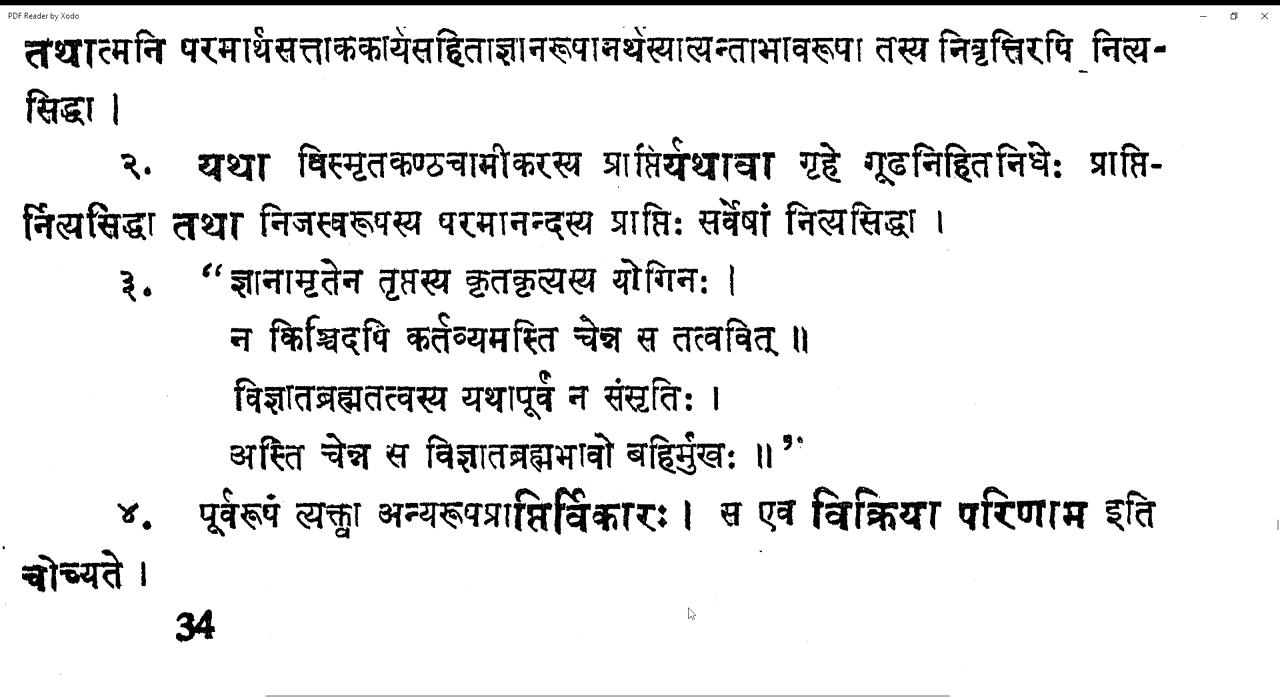 PDF Reader by Xodo
तथात्मनि परमार्थसत्ताककार्यसहिताज्ञानरूपानर्थस्यात्यन्ताभावरूपा तस्य निवृत्तिरपि नित्य-
सिद्धा ।
२. यथा विस्मृतकण्ठचामीकरस्य प्राप्तिर्यथावा गृहे गूढनिहितनिधेः प्राप्ति-
र्नित्यसिद्धा तथा निजस्वरूपस्य परमानन्दस्य प्राप्तिः सर्वेषां नित्यसिद्धा ।
३. “ज्ञानामृतेन तृप्तस्य कृतकृत्यस्य योगिनः ।
न किञ्चिदपि कर्तव्यमस्ति चेन्न स तत्ववित् ॥
विज्ञातब्रह्मतत्वस्य यथापूर्वं न संसृतिः ।
अस्ति चेन्न स विज्ञातब्रह्मभावो बहिर्मुखः ॥”
४. पूर्वरूपं त्यक्त्वा अन्यरूपप्राप्तिर्विकारः । स एव विक्रिया परिणाम इति
चोच्यते ।
34